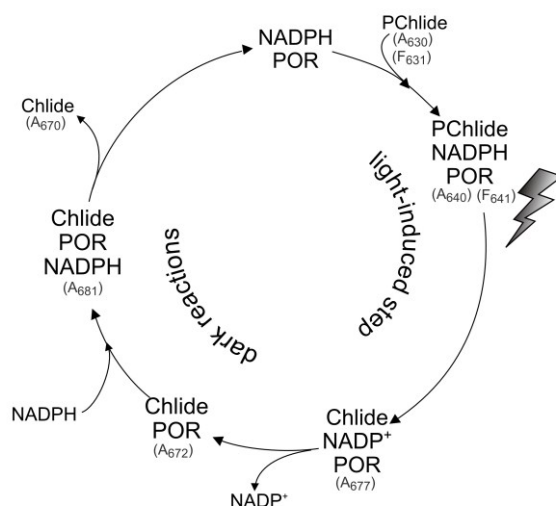 NADPH
POR
PChlide
(A₆₃₀)
(F₆₃₁)
PChlide
NADPH
POR
(A₆₄₀) (F₆₄₁)
light-induced step
Chlide
NADP⁺
POR
(A₆₇₇)
NADP⁺
Chlide
POR
(A₆₇₂)
NADPH
Chlide
POR
NADPH
(A₆₈₁)
Chlide
(A₆₇₀)
dark reactions